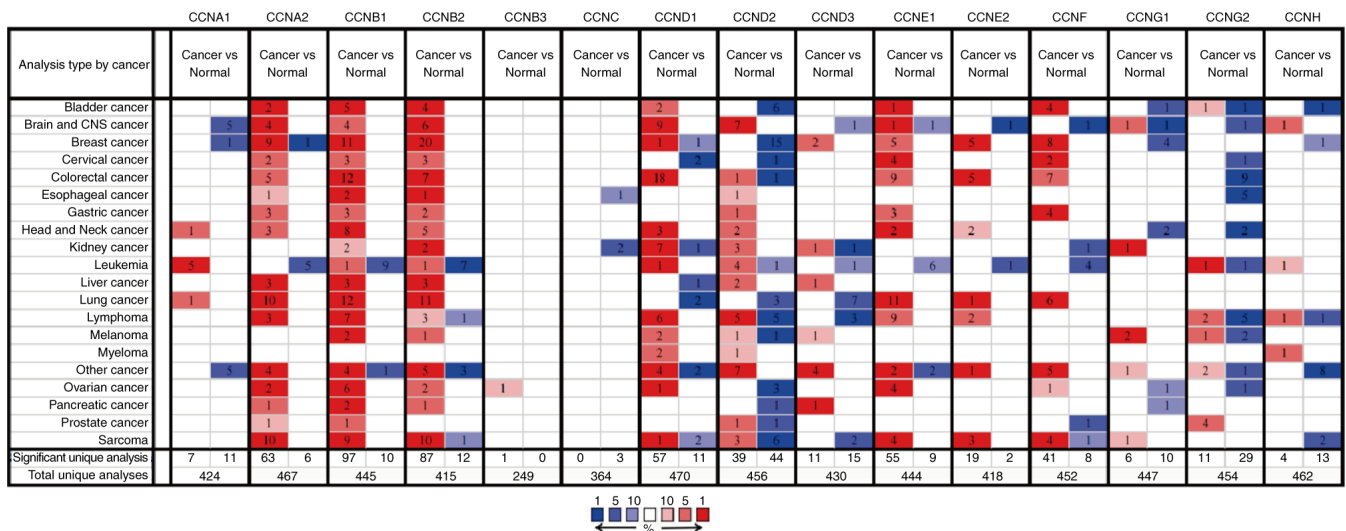 CCNA1 CCNA2 CCNB1 CCNB2 CCNB3 CCNC CCND1 CCND2 CCND3 CCNE1 CCNE2 CCNF CCNG1 CCNG2 CCNH
Analysis type by cancer Cancer vs Normal Cancer vs Normal Cancer vs Normal Cancer vs Normal Cancer vs Normal Cancer vs Normal Cancer vs Normal Cancer vs Normal Cancer vs Normal Cancer vs Normal Cancer vs Normal Cancer vs Normal Cancer vs Normal Cancer vs Normal Cancer vs Normal
Bladder cancer 2 5 4 2 6 1 4 1 1 1 1
Brain and CNS cancer 5 4 4 6 9 7 1 1 1 1 1 1 1 1 1
Breast cancer 1 9 1 11 20 1 1 15 2 5 5 8 4 1
Cervical cancer 2 3 3 2 1 4 2 1
Colorectal cancer 5 12 7 18 1 1 9 5 7 9
Esophageal cancer 1 2 1 1 1 5
Gastric cancer 3 3 2 1 3 4
Head and Neck cancer 1 3 8 5 3 2 2 2 2 2
Kidney cancer 2 2 2 7 1 3 1 1 1 1
Leukemia 5 5 1 9 1 7 1 4 1 1 6 1 4 1 1 1
Liver cancer 3 3 3 1 2 1
Lung cancer 1 10 12 11 2 3 7 11 1 6
Lymphoma 3 7 3 1 6 5 5 3 9 2 2 5 1 1
Melanoma 2 1 2 1 1 1 2 1 2
Myeloma 2 1 1
Other cancer 5 4 4 1 5 3 4 2 7 4 2 2 1 5 1 2 1 8
Ovarian cancer 2 6 2 1 1 3 4 1 1 1
Pancreatic cancer 1 2 1 1 1 1
Prostate cancer 1 1 1 1 1 4
Sarcoma 10 9 10 1 1 2 3 6 2 4 3 4 1 1 2
Significant unique analysis 7 11 63 6 97 10 87 12 1 0 0 3 57 11 39 44 11 15 55 9 19 2 41 8 6 10 11 29 4 13
Total unique analyses 424 467 445 415 249 364 470 456 430 444 418 452 447 454 462
1 5 10 10 5 1
%